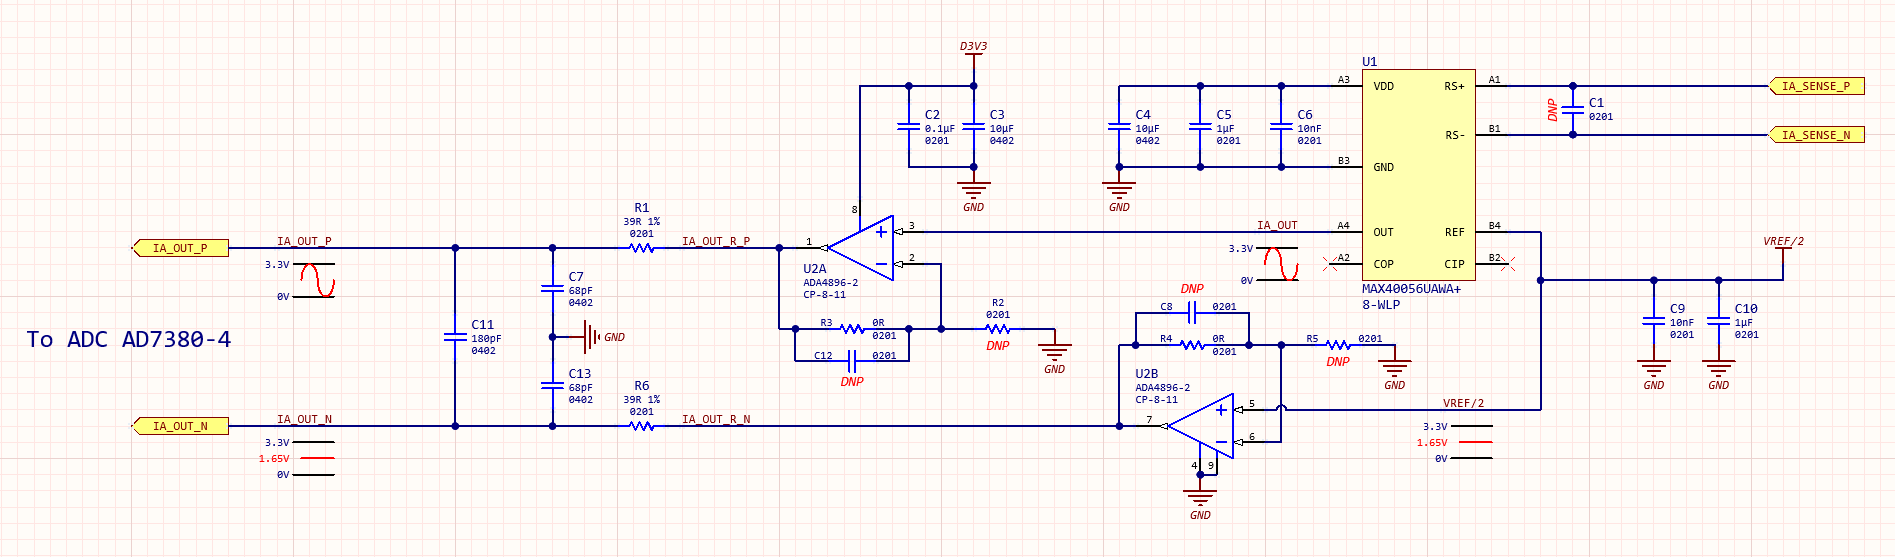 D3V3
U1
A3
VDD
RS+
A1
IA_SENSE_P
DNP
C1
0201
C2
0.1µF
0201
C3
10µF
0402
C4
10µF
0402
C5
1µF
0201
C6
10nF
0201
RS-
B1
IA_SENSE_N
B3
GND
GND
GND
8
R1
39R 1%
0201
IA_OUT_P
IA_OUT_P
IA_OUT_R_P
1
+
3
IA_OUT
A4
OUT
REF
B4
VREF/2
3.3V
0V
-
2
3.3V
0V
A2
COP
CIP
B2
U2A
ADA4896-2
CP-8-11
MAX40056UAWA+
8-WLP
C7
68pF
0402
GND
C11
180pF
0402
R3
0R
0201
C12
0201
DNP
R2
0201
DNP
GND
DNP
C8
0201
R4
0R
0201
R5
0201
DNP
GND
C9
10nF
0201
C10
1µF
0201
GND
GND
To ADC AD7380-4
C13
68pF
0402
R6
39R 1%
0201
U2B
ADA4896-2
CP-8-11
+
5
VREF/2
IA_OUT_N
IA_OUT_N
IA_OUT_R_N
7
-
6
3.3V
1.65V
0V
3.3V
1.65V
0V
4
9
GND